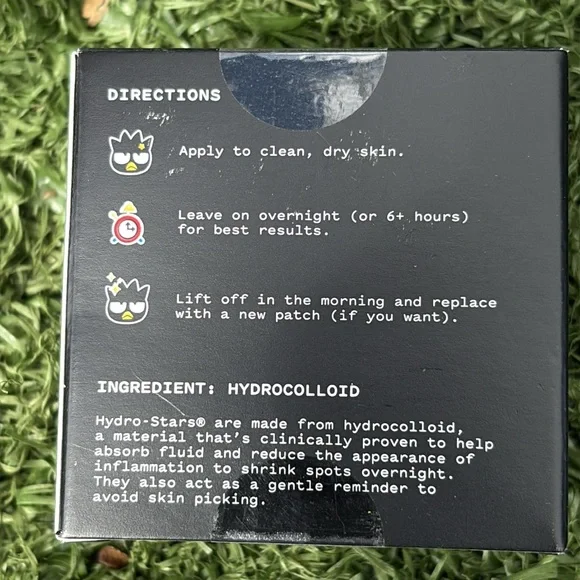 DIRECTIONS
Apply to clean, dry skin.
Leave on overnight (or 6+ hours)
for best results.
Lift off in the morning and replace
with a new patch (if you want).
INGREDIENT: HYDROCOLLOID
Hydro-Stars® are made from hydrocolloid,
a material that's clinically proven to help
absorb fluid and reduce the appearance of
inflammation to shrink spots overnight.
They also act as a gentle reminder to
avoid skin picking.